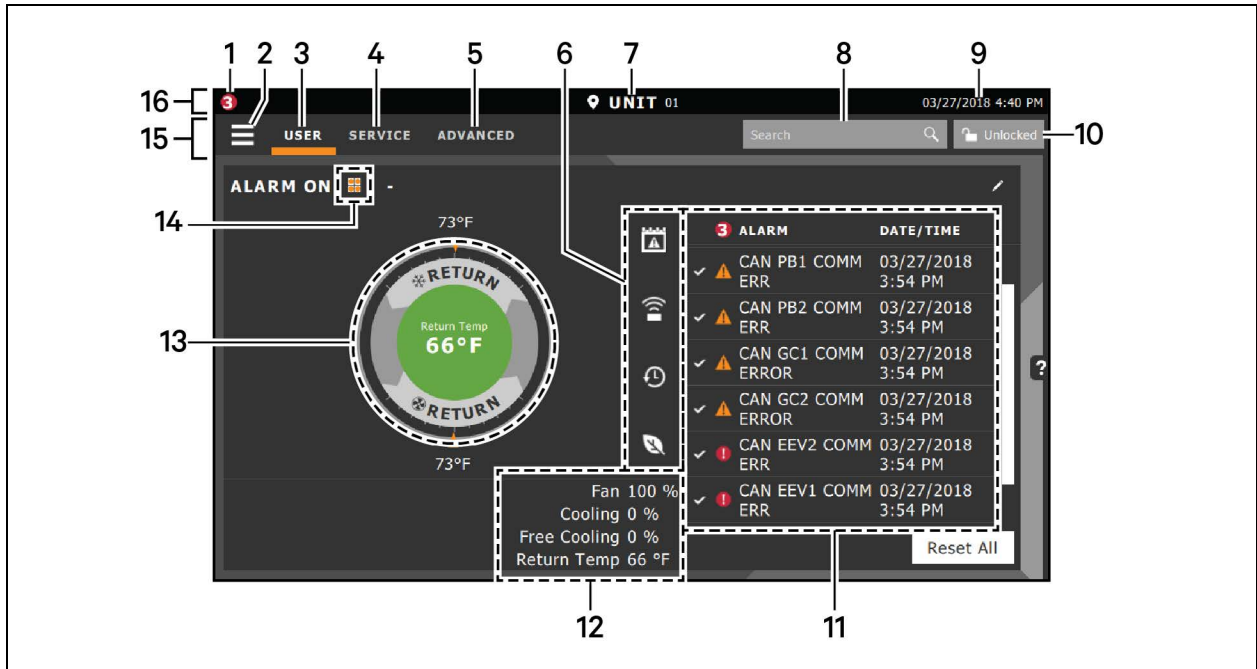 1 2 3 4 5 6 7 8 9
16
3 UNIT 01 03/27/2018 4:40 PM
15
USER SERVICE ADVANCED Search Unlocked
10
ALARM ON -
14
73°F
RETURN
Return Temp
66°F
RETURN
73°F
13
3 ALARM DATE/TIME
CAN PB1 COMM 03/27/2018
ERR 3:54 PM
CAN PB2 COMM 03/27/2018
ERR 3:54 PM
CAN GC1 COMM 03/27/2018
ERROR 3:54 PM
CAN GC2 COMM 03/27/2018
ERROR 3:54 PM
CAN EEV2 COMM 03/27/2018
ERR 3:54 PM
CAN EEV1 COMM 03/27/2018
ERR 3:54 PM
?
Fan 100 %
Cooling 0 %
Free Cooling 0 %
Return Temp 66 °F
Reset All
12
11